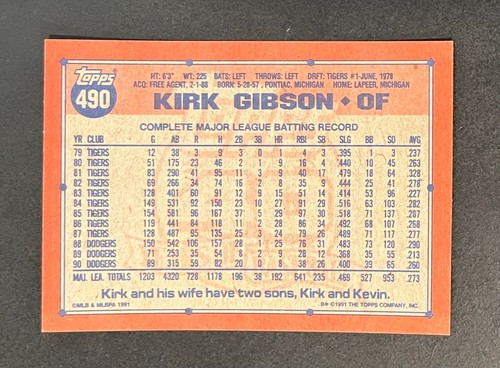 Topps
490
HT: 6'3" WT: 225 BATS: LEFT THROWS: LEFT DRFT: TIGERS #1-JUNE, 1978
ACQ: FREE AGENT, 2-1-88 BORN: 5-28-57, PONTIAC, MICHIGAN HOME: LAPEER, MICHIGAN
KIRK GIBSON • OF
COMPLETE MAJOR LEAGUE BATTING RECORD
YR CLUB G AB R H 2B 3B HR RBI SB SLG BB SO AVG
79 TIGERS 12 38 3 9 3 0 1 4 3 .395 1 3 .237
80 TIGERS 51 175 23 46 2 1 9 16 4 .440 10 45 .263
81 TIGERS 83 290 41 95 11 3 9 40 17 .479 18 64 .328
82 TIGERS 69 266 34 74 16 2 8 35 9 .444 25 41 .278
83 TIGERS 128 401 60 91 12 9 15 51 14 .414 53 96 .227
84 TIGERS 149 531 92 150 23 10 27 91 29 .516 63 103 .282
85 TIGERS 154 581 96 167 37 5 29 97 30 .518 71 137 .287
86 TIGERS 119 441 84 118 11 2 28 86 34 .492 68 107 .268
87 TIGERS 128 487 95 135 25 3 24 79 26 .489 71 117 .277
88 DODGERS 150 542 106 157 28 1 25 76 31 .483 73 120 .290
89 DODGERS 71 253 35 54 8 2 9 28 12 .368 35 55 .213
90 DODGERS 89 315 59 82 20 0 8 38 26 .400 39 65 .260
MAJ. LEA. TOTALS 1203 4320 728 1178 196 38 192 641 235 .469 527 953 .273
Kirk and his wife have two sons, Kirk and Kevin.
©MLB & MLBPA 1991 B* ©1991 THE TOPPS COMPANY, INC.